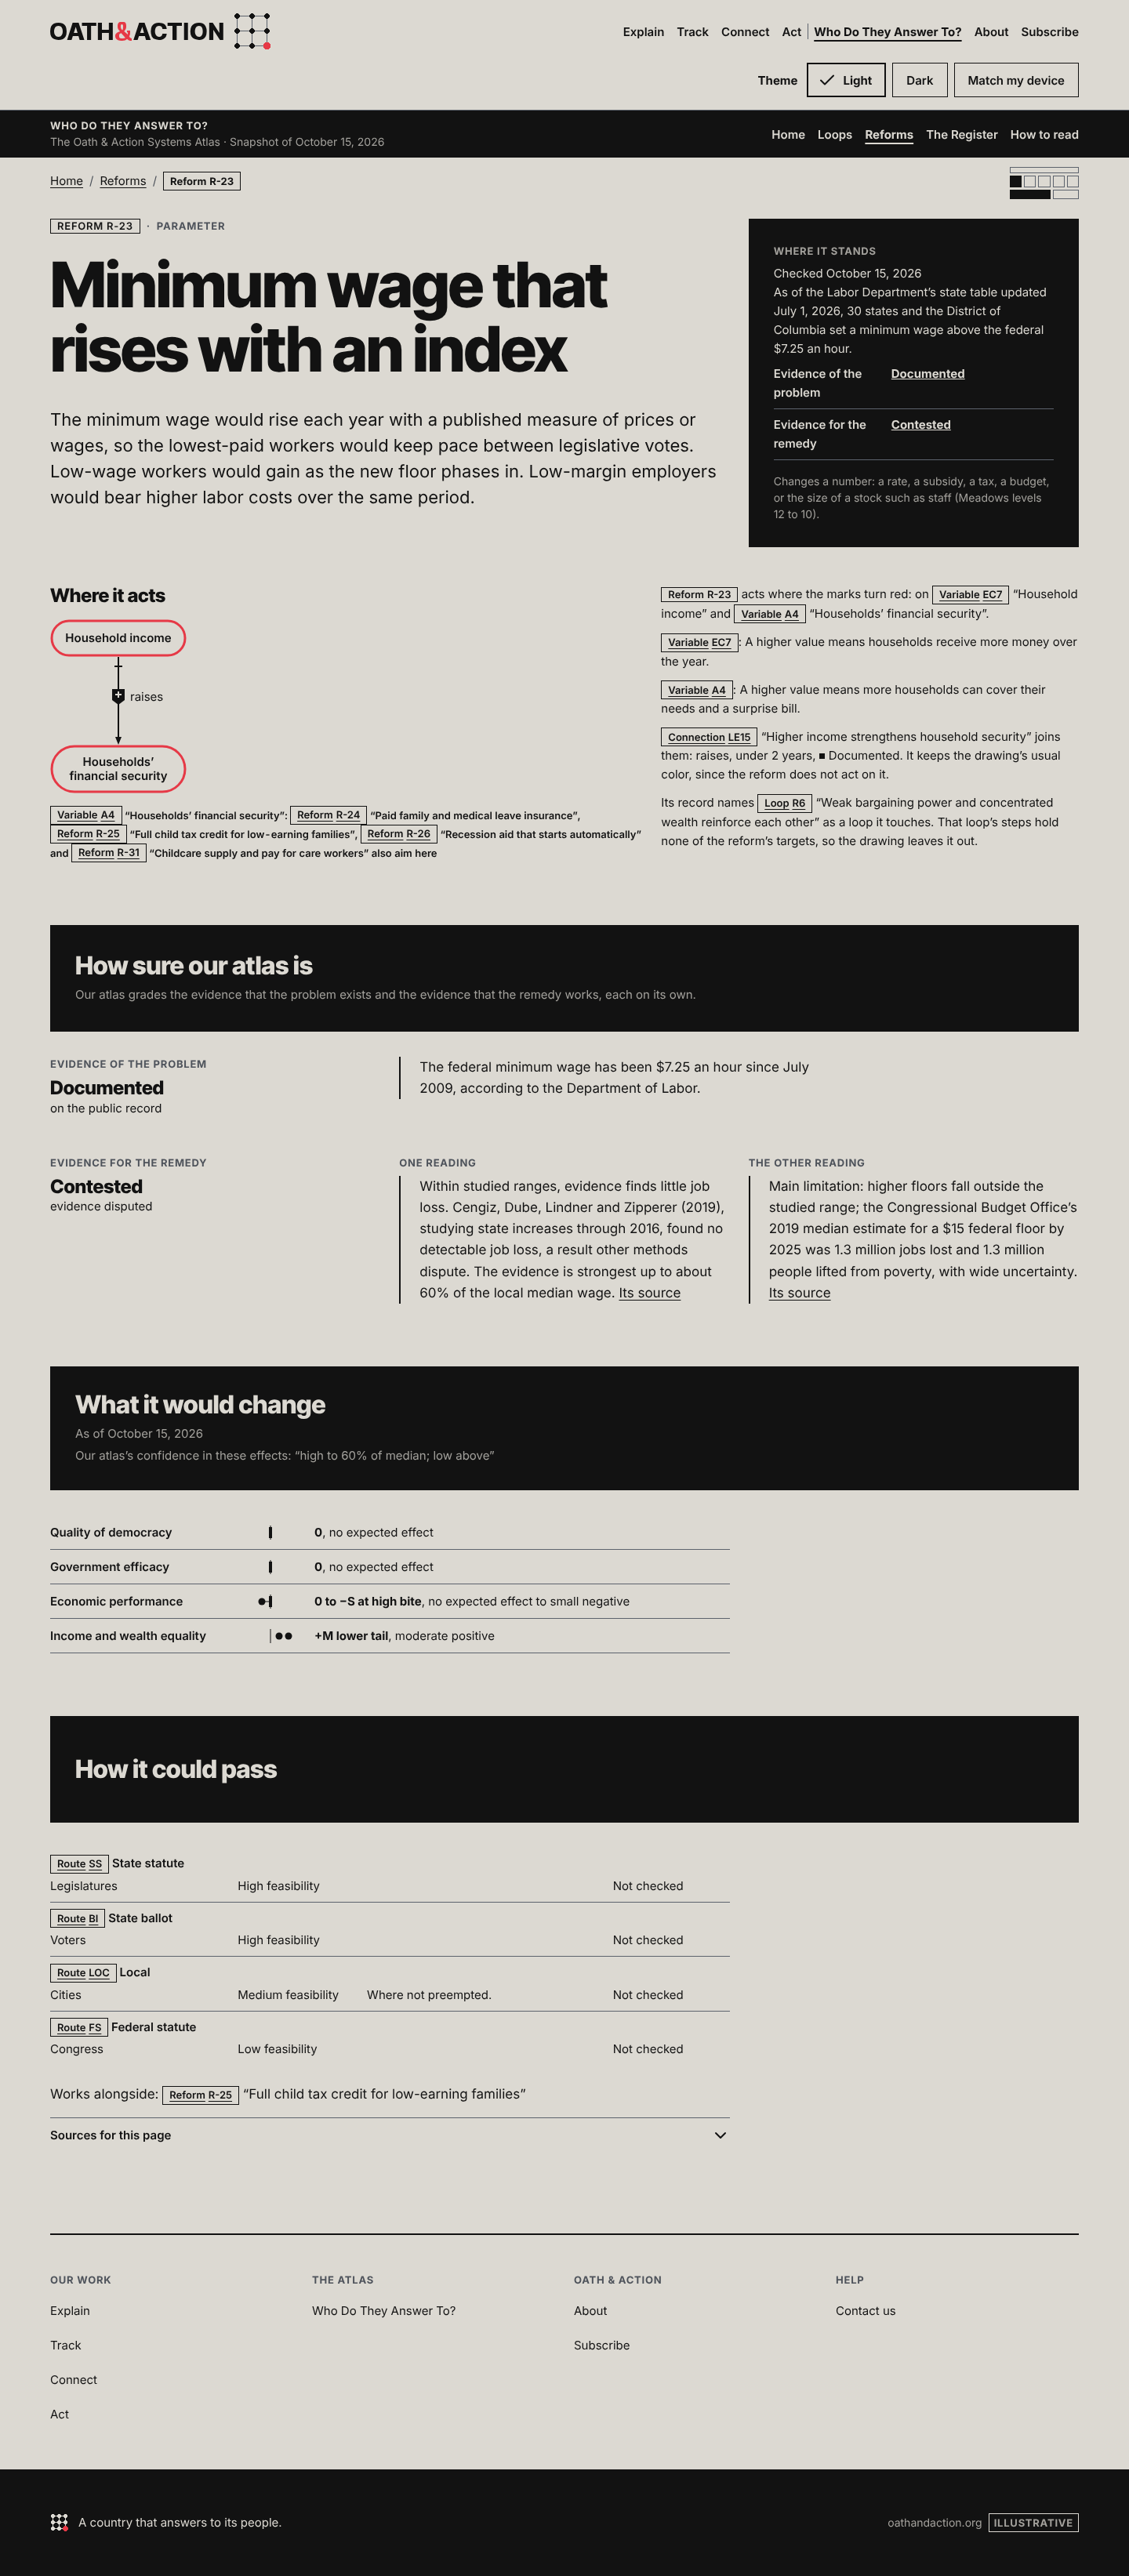 OATH&ACTION
Explain Track Connect Act Who Do They Answer To? About Subscribe
Theme Light Dark Match my device
WHO DO THEY ANSWER TO?
The Oath & Action Systems Atlas · Snapshot of October 15, 2026
Home Loops Reforms The Register How to read
Home / Reforms / Reform R-23
REFORM R-23 · PARAMETER
Minimum wage that
rises with an index
The minimum wage would rise each year with a published measure of prices or
wages, so the lowest-paid workers would keep pace between legislative votes.
Low-wage workers would gain as the new floor phases in. Low-margin employers
would bear higher labor costs over the same period.
WHERE IT STANDS
Checked October 15, 2026
As of the Labor Department’s state table updated
July 1, 2026, 30 states and the District of
Columbia set a minimum wage above the federal
$7.25 an hour.
Evidence of the Documented
problem
Evidence for the Contested
remedy
Changes a number: a rate, a subsidy, a tax, a budget,
or the size of a stock such as staff (Meadows levels
12 to 10).
Where it acts
Household income
+ raises
Households’
financial security
Variable A4 “Households’ financial security”: Reform R-24 “Paid family and medical leave insurance”,
Reform R-25 “Full child tax credit for low-earning families”, Reform R-26 “Recession aid that starts automatically”
and Reform R-31 “Childcare supply and pay for care workers” also aim here
Reform R-23 acts where the marks turn red: on Variable EC7 “Household
income” and Variable A4 “Households’ financial security”.
Variable EC7: A higher value means households receive more money over
the year.
Variable A4: A higher value means more households can cover their
needs and a surprise bill.
Connection LE15 “Higher income strengthens household security” joins
them: raises, under 2 years, ■ Documented. It keeps the drawing’s usual
color, since the reform does not act on it.
Its record names Loop R6 “Weak bargaining power and concentrated
wealth reinforce each other” as a loop it touches. That loop’s steps hold
none of the reform’s targets, so the drawing leaves it out.
How sure our atlas is
Our atlas grades the evidence that the problem exists and the evidence that the remedy works, each on its own.
EVIDENCE OF THE PROBLEM
Documented
on the public record
The federal minimum wage has been $7.25 an hour since July
2009, according to the Department of Labor.
EVIDENCE FOR THE REMEDY
Contested
evidence disputed
ONE READING
Within studied ranges, evidence finds little job
loss. Cengiz, Dube, Lindner and Zipperer (2019),
studying state increases through 2016, found no
detectable job loss, a result other methods
dispute. The evidence is strongest up to about
60% of the local median wage. Its source
THE OTHER READING
Main limitation: higher floors fall outside the
studied range; the Congressional Budget Office’s
2019 median estimate for a $15 federal floor by
2025 was 1.3 million jobs lost and 1.3 million
people lifted from poverty, with wide uncertainty.
Its source
What it would change
As of October 15, 2026
Our atlas’s confidence in these effects: “high to 60% of median; low above”
Quality of democracy 0, no expected effect
Government efficacy 0, no expected effect
Economic performance 0 to −S at high bite, no expected effect to small negative
Income and wealth equality +M lower tail, moderate positive
How it could pass
Route SS State statute
Legislatures High feasibility Not checked
Route BI State ballot
Voters High feasibility Not checked
Route LOC Local
Cities Medium feasibility Where not preempted. Not checked
Route FS Federal statute
Congress Low feasibility Not checked
Works alongside: Reform R-25 “Full child tax credit for low-earning families”
Sources for this page
OUR WORK
Explain
Track
Connect
Act
THE ATLAS
Who Do They Answer To?
OATH & ACTION
About
Subscribe
HELP
Contact us
A country that answers to its people.
oathandaction.org ILLUSTRATIVE